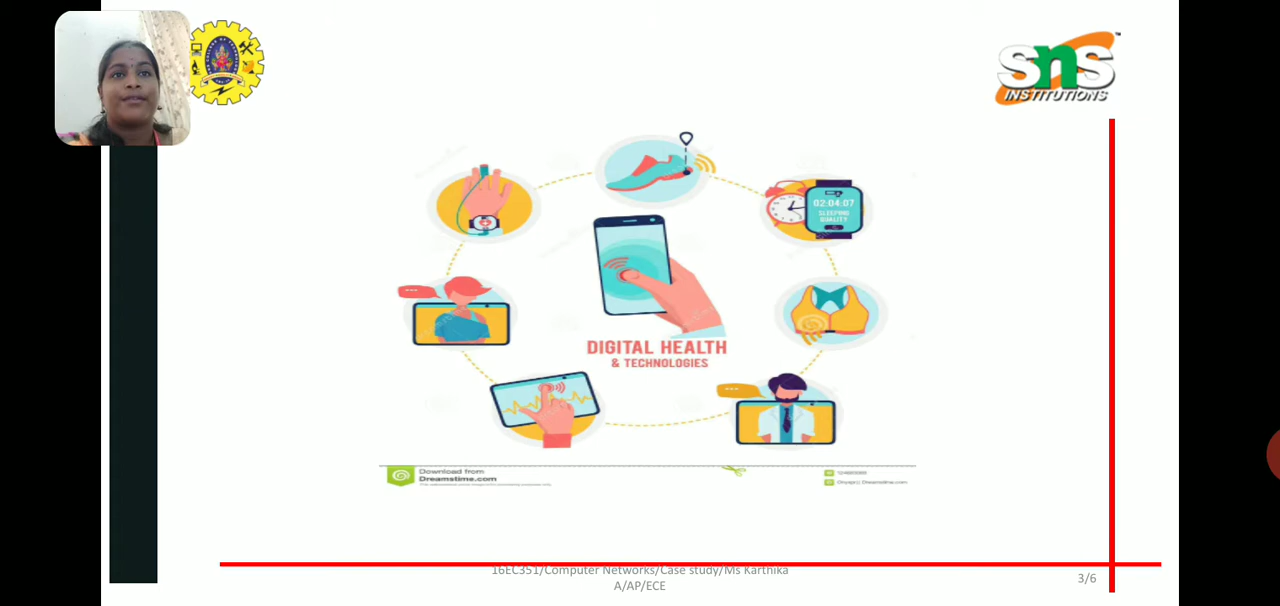 SNS
INSTITUTIONS
02:04:07
SLEEPING
QUALITY
DIGITAL HEALTH
& TECHNOLOGIES
Download from
Dreamstime.com
16EC351/Computer Networks/Case study/Ms Karthika
A/AP/ECE
3/6